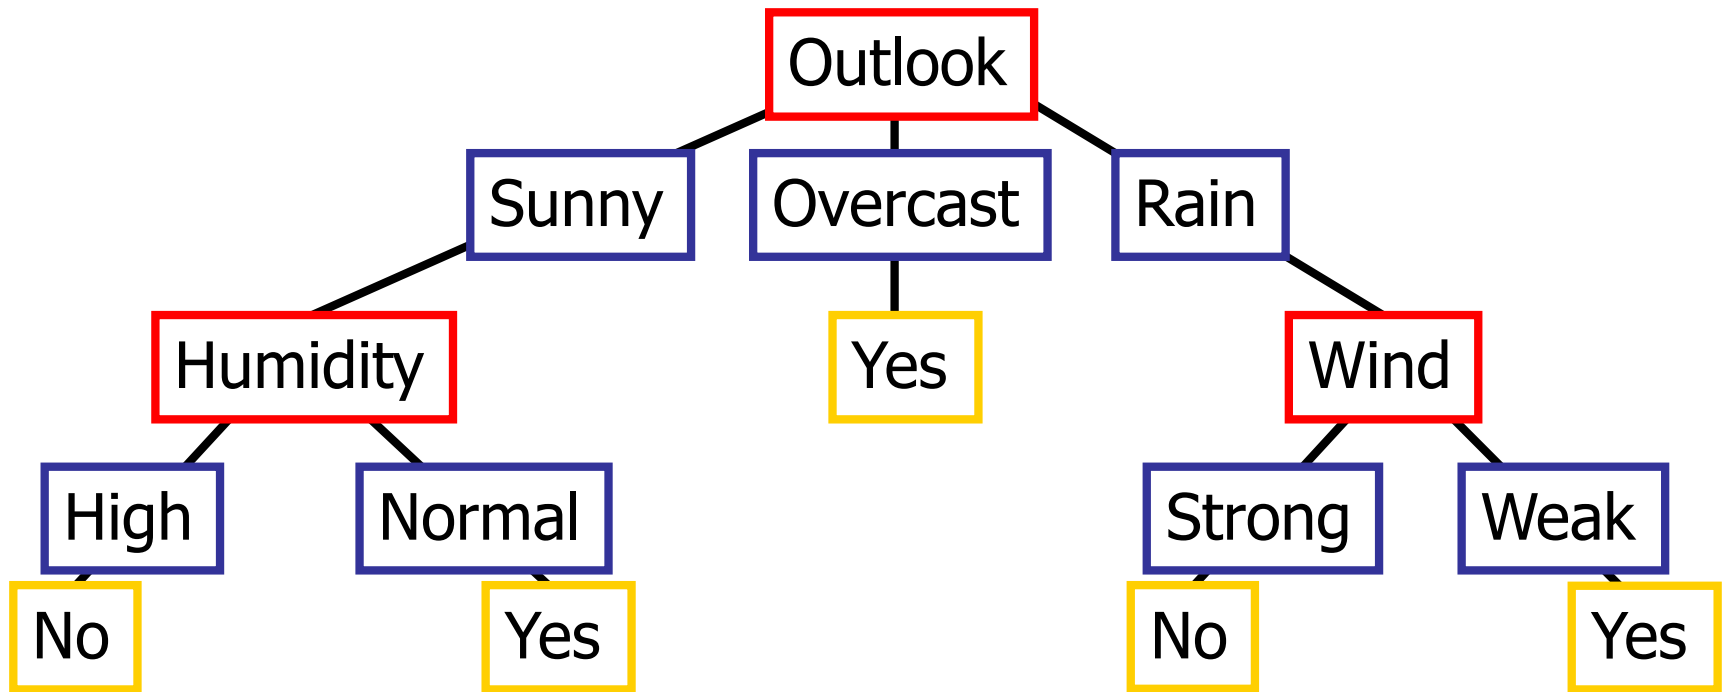 Outlook
Sunny
Overcast
Rain
Humidity
Yes
Wind
High
Normal
Strong
Weak
No
Yes
No
Yes